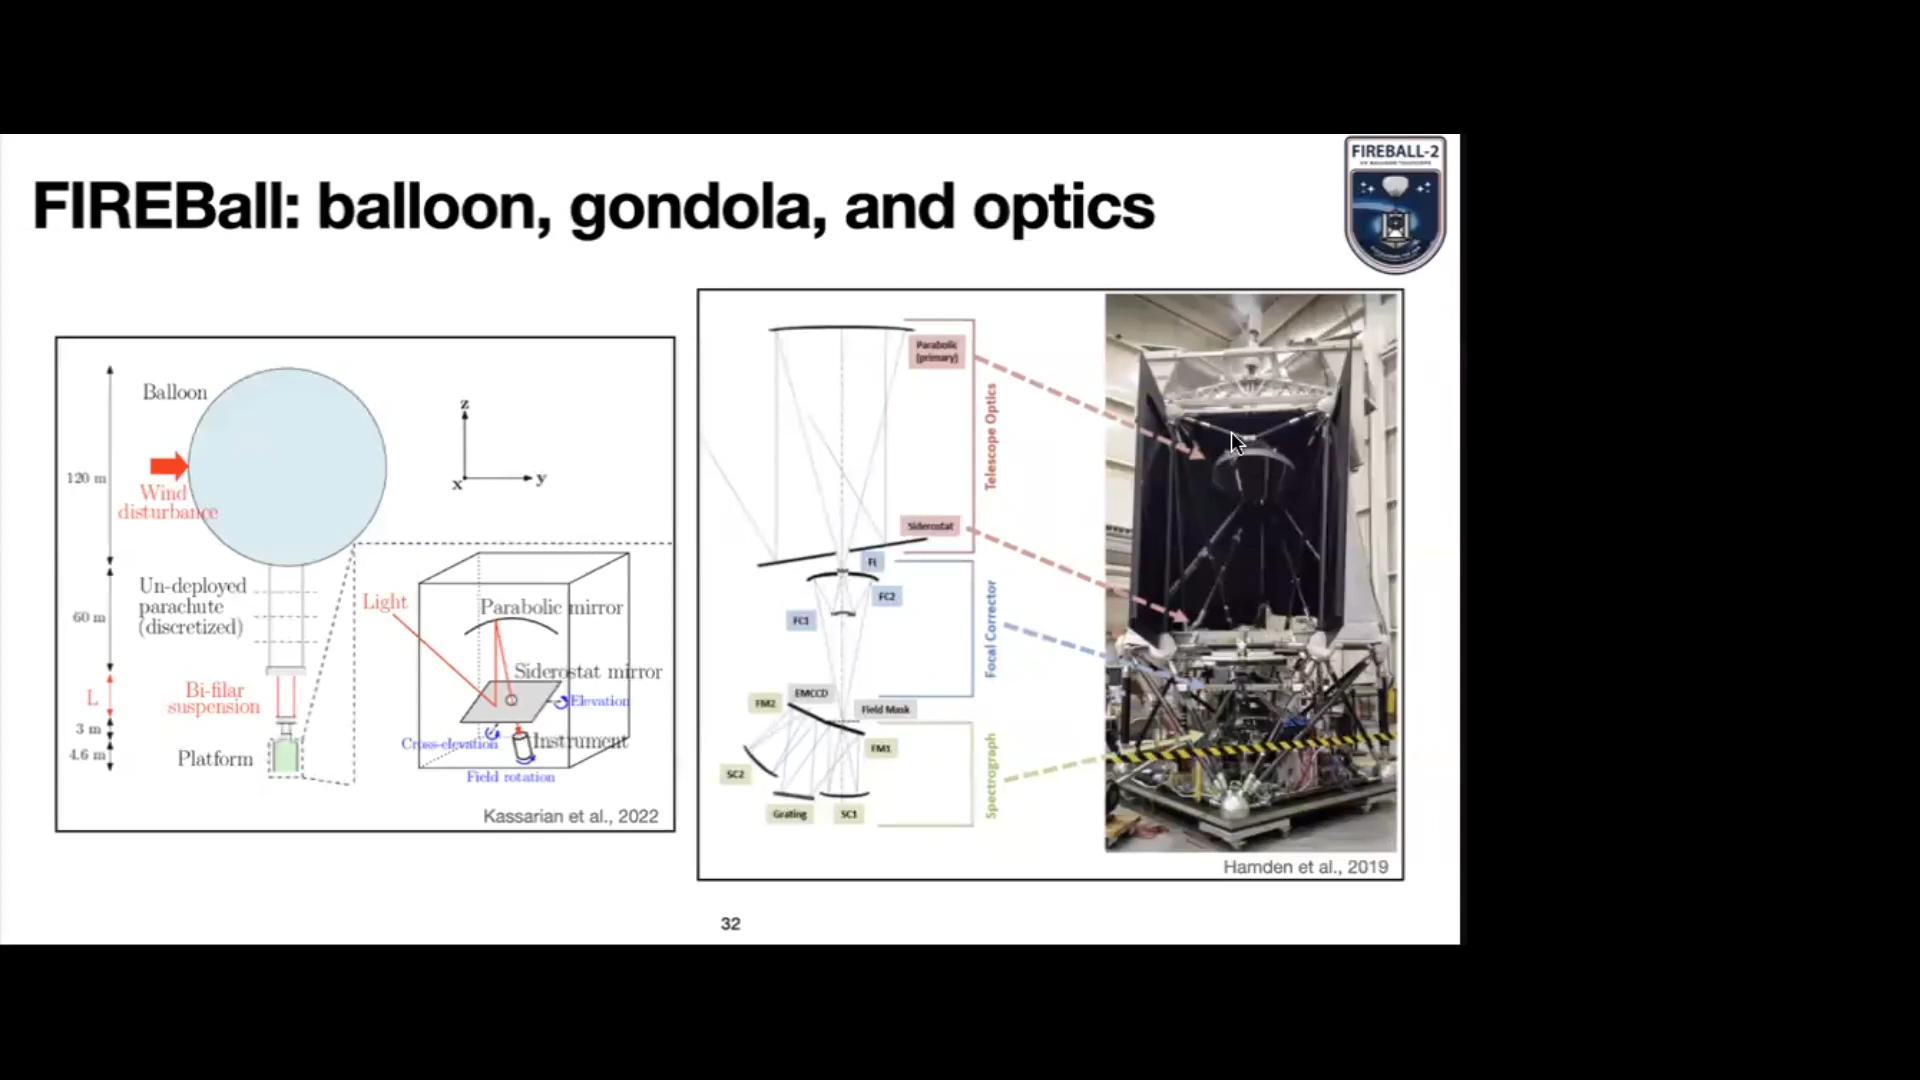 FIREBall: balloon, gondola, and optics
FIREBALL-2
Balloon
120 m
Wind
disturbance
z
x
y
Un-deployed
parachute
(discretized)
60 m
L
Bi-filar
suspension
3 m
4.6 m
Platform
Light
Parabolic mirror
Siderostat mirror
Elevation
Cross-elevation
Instrument
Field rotation
Kassarian et al., 2022
Parabolic
(primary)
Telescope Optics
Siderostat
FC2
FC1
Focal Corrector
EMCCD
FM2
Field Mask
FM1
SC2
Spectrograph
Grating
SC1
Hamden et al., 2019
32